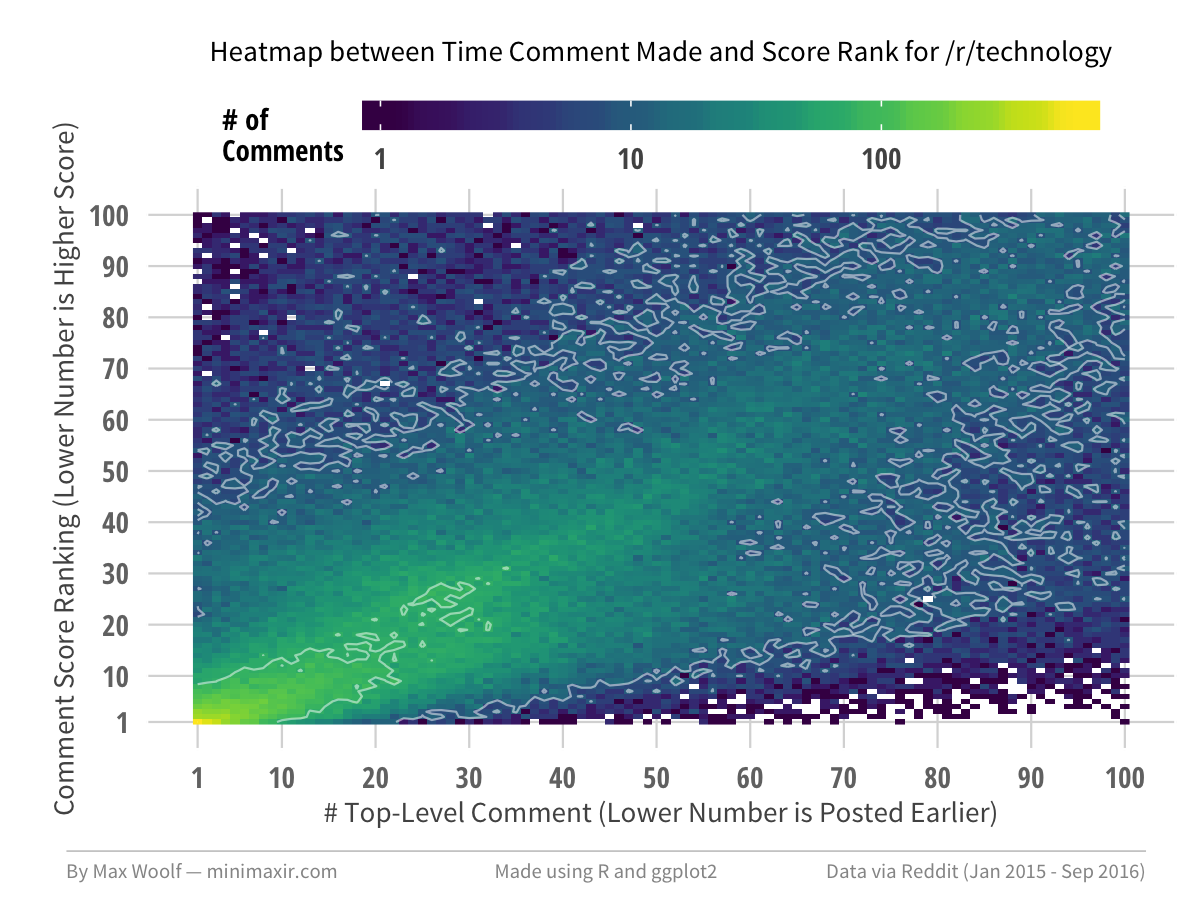 Heatmap between Time Comment Made and Score Rank for /r/technology
# of
Comments
1 10 100
Comment Score Ranking (Lower Number is Higher Score)
100
90
80
70
60
50
40
30
20
10
1
1 10 20 30 40 50 60 70 80 90 100
# Top-Level Comment (Lower Number is Posted Earlier)
By Max Woolf — minimaxir.com Made using R and ggplot2 Data via Reddit (Jan 2015 - Sep 2016)